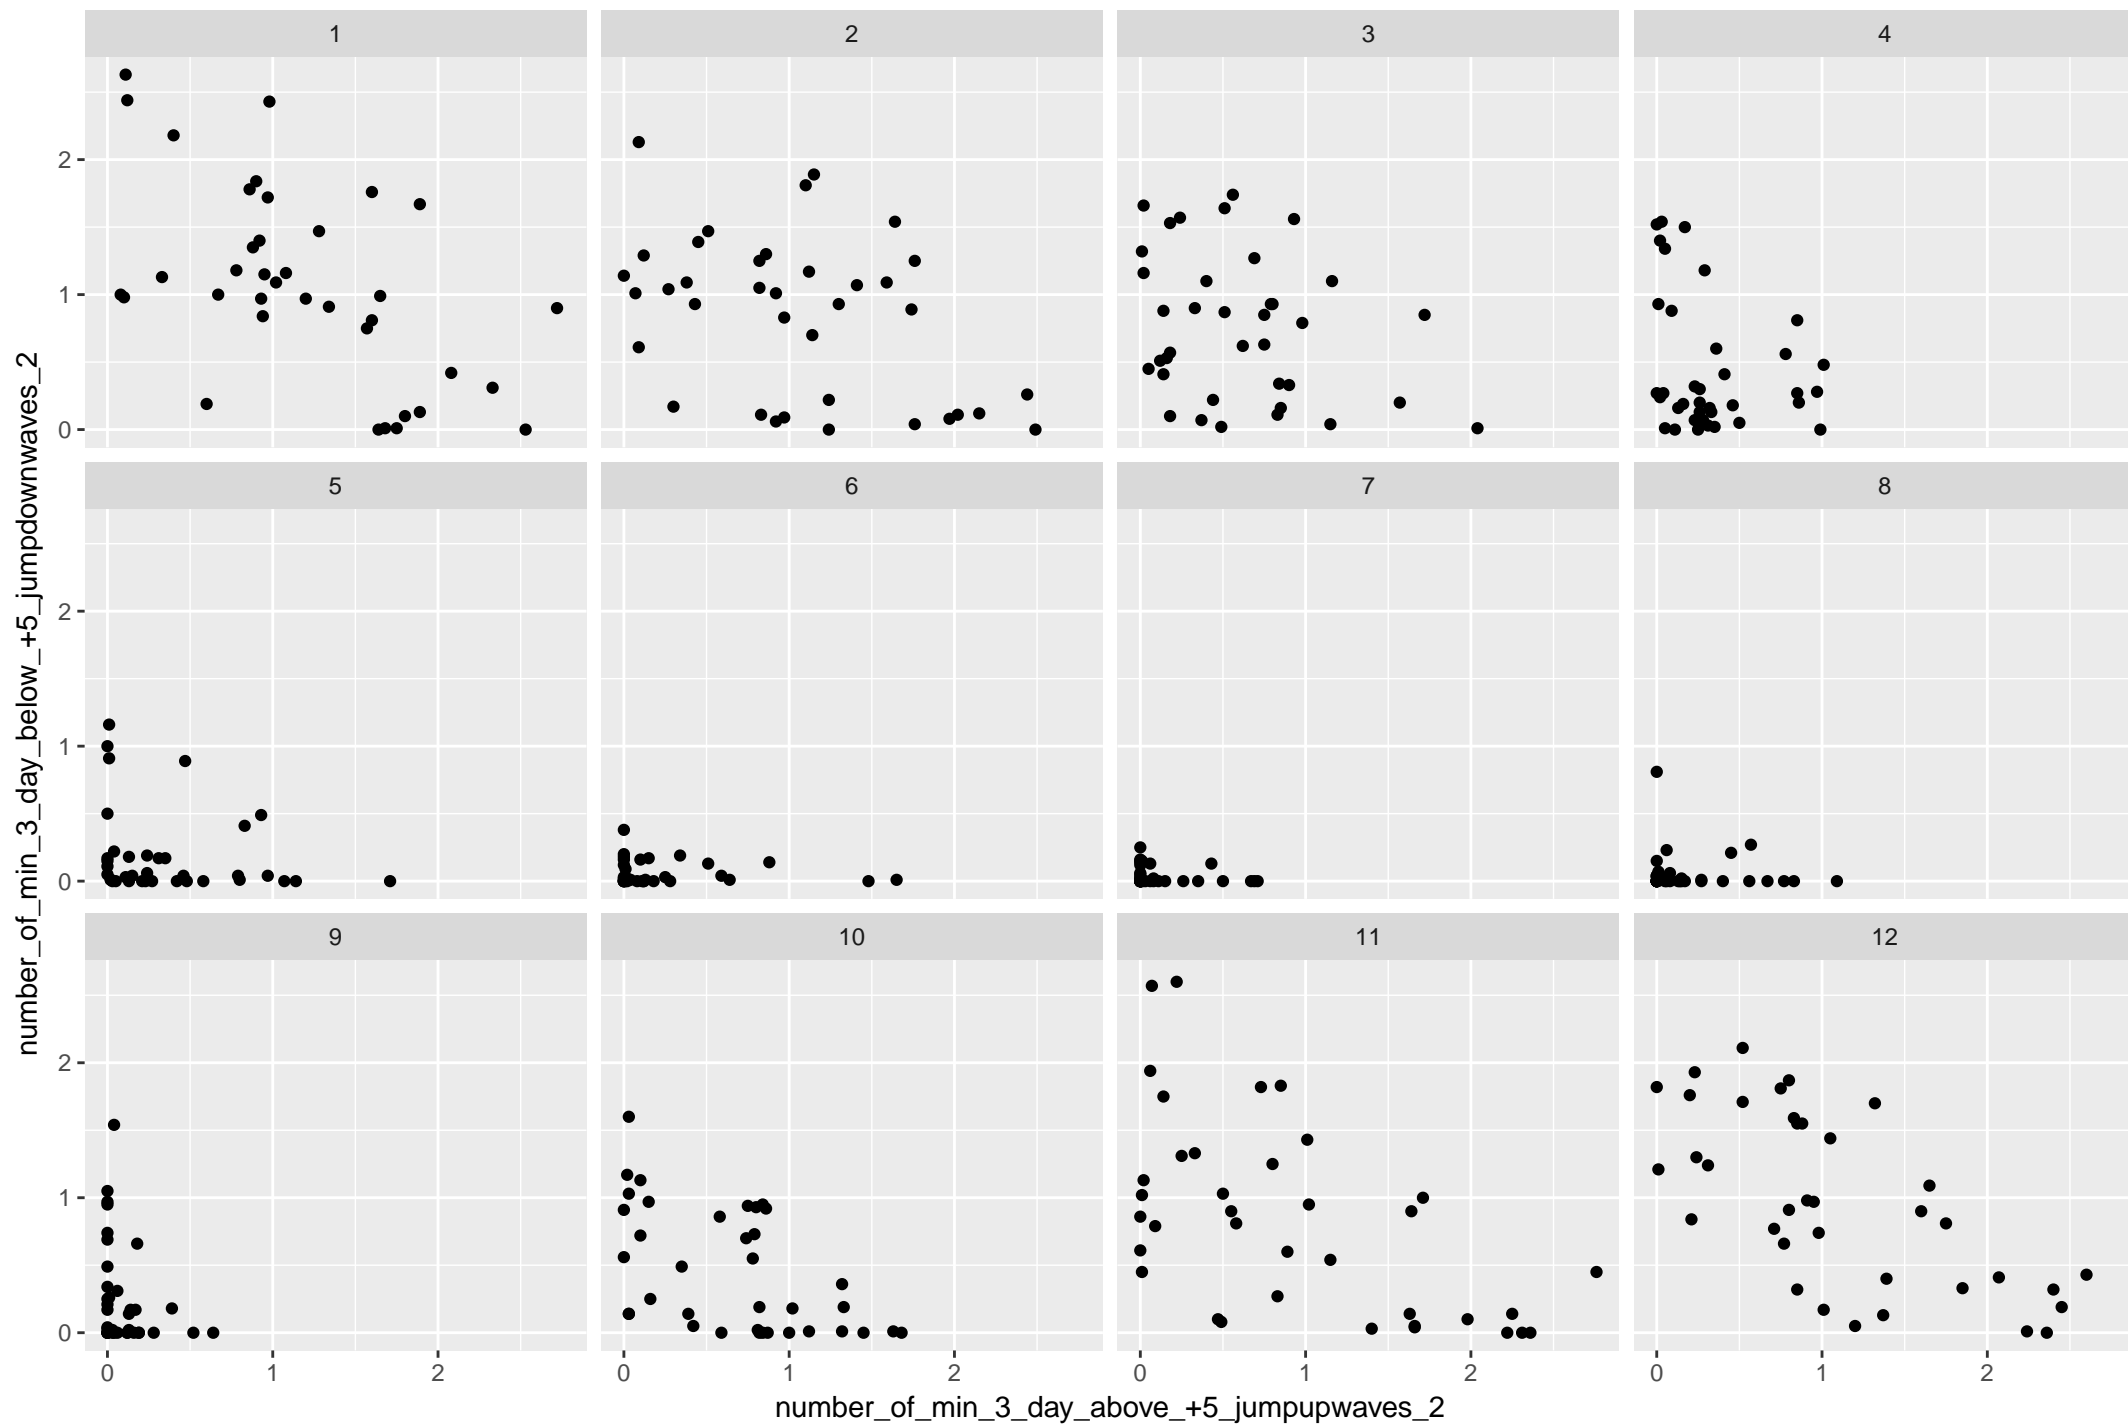 1 2 3 4
2
1
0
5 6 7 8
2
1
0
9 10 11 12
2
1
0
0 1 2 0 1 2 0 1 2 0 1 2
number_of_min_3_day_above_+5_jumpupwaves_2
number_of_min_3_day_below_+5_jumpdownwaves_2